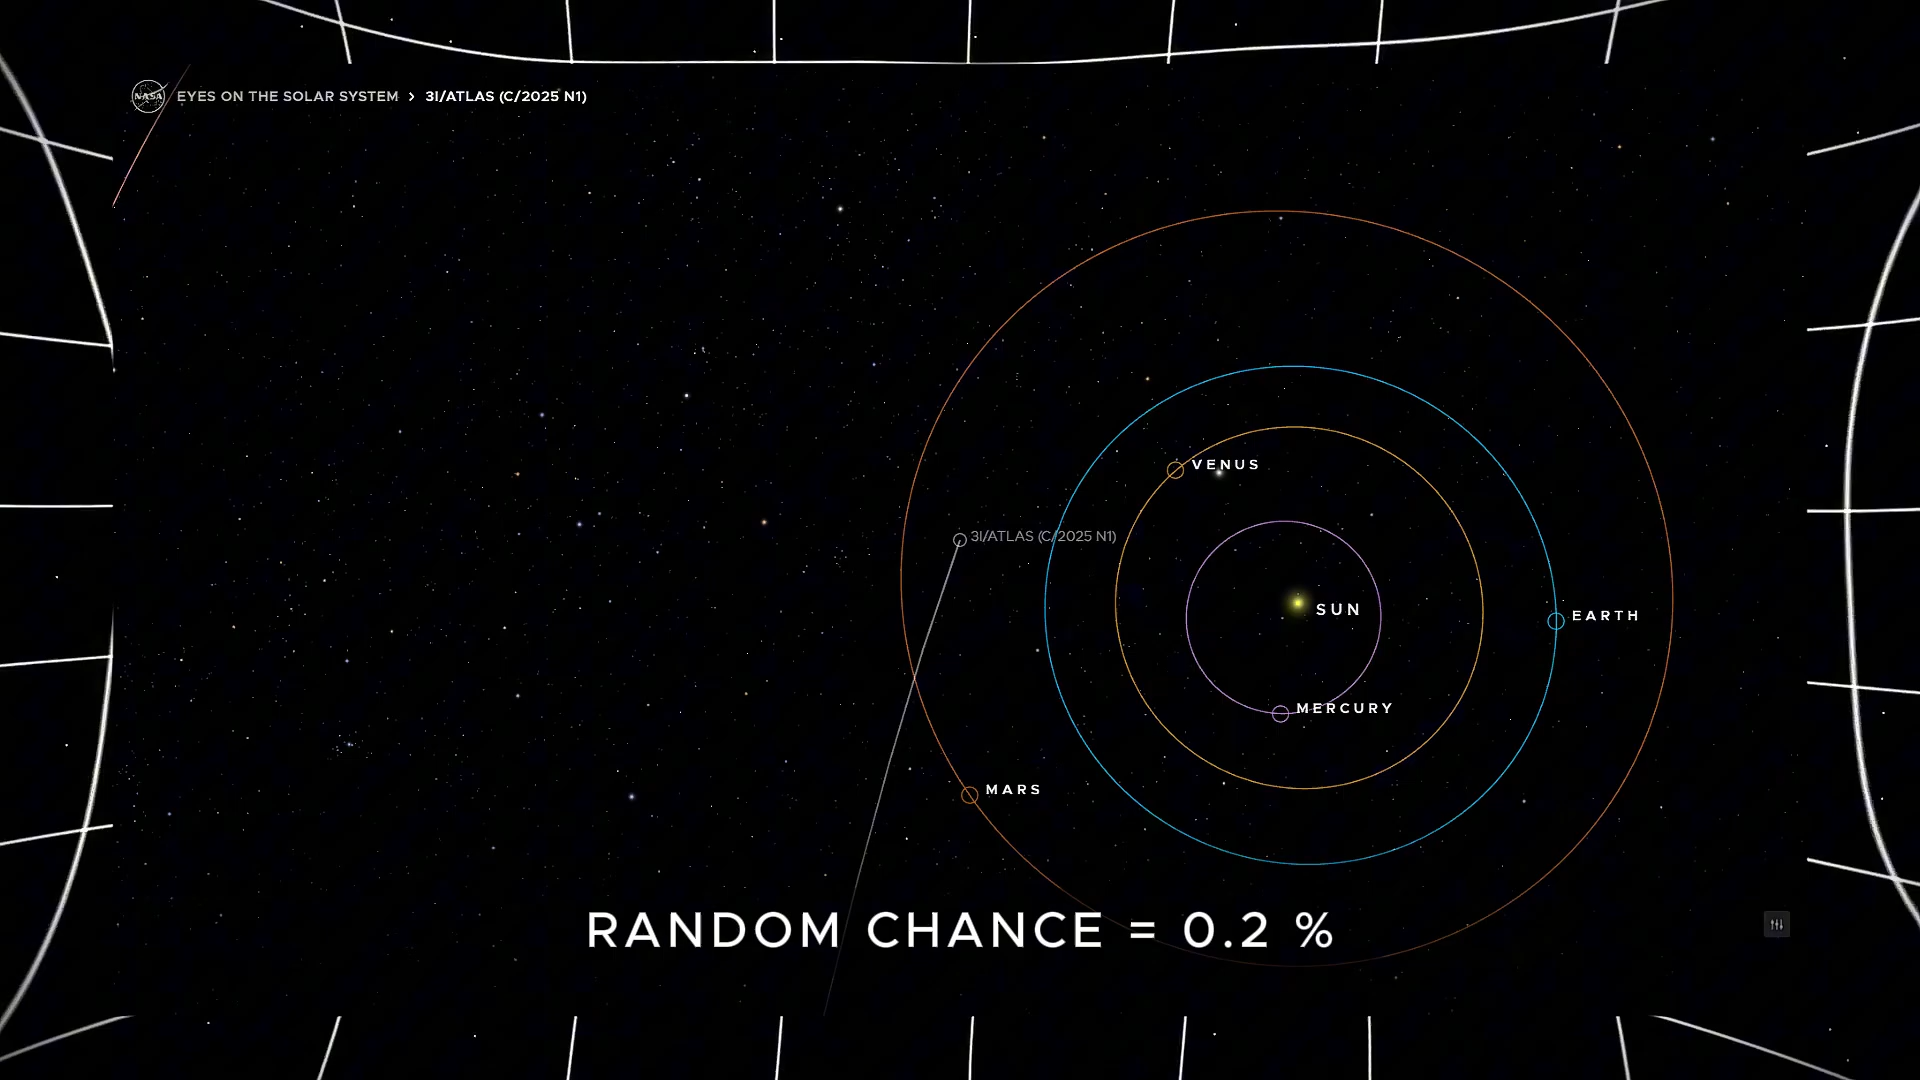 NASA
EYES ON THE SOLAR SYSTEM › 3I/ATLAS (C/2025 N1)
VENUS
3I/ATLAS (C/2025 N1)
SUN
EARTH
MERCURY
MARS
RANDOM CHANCE = 0.2 %